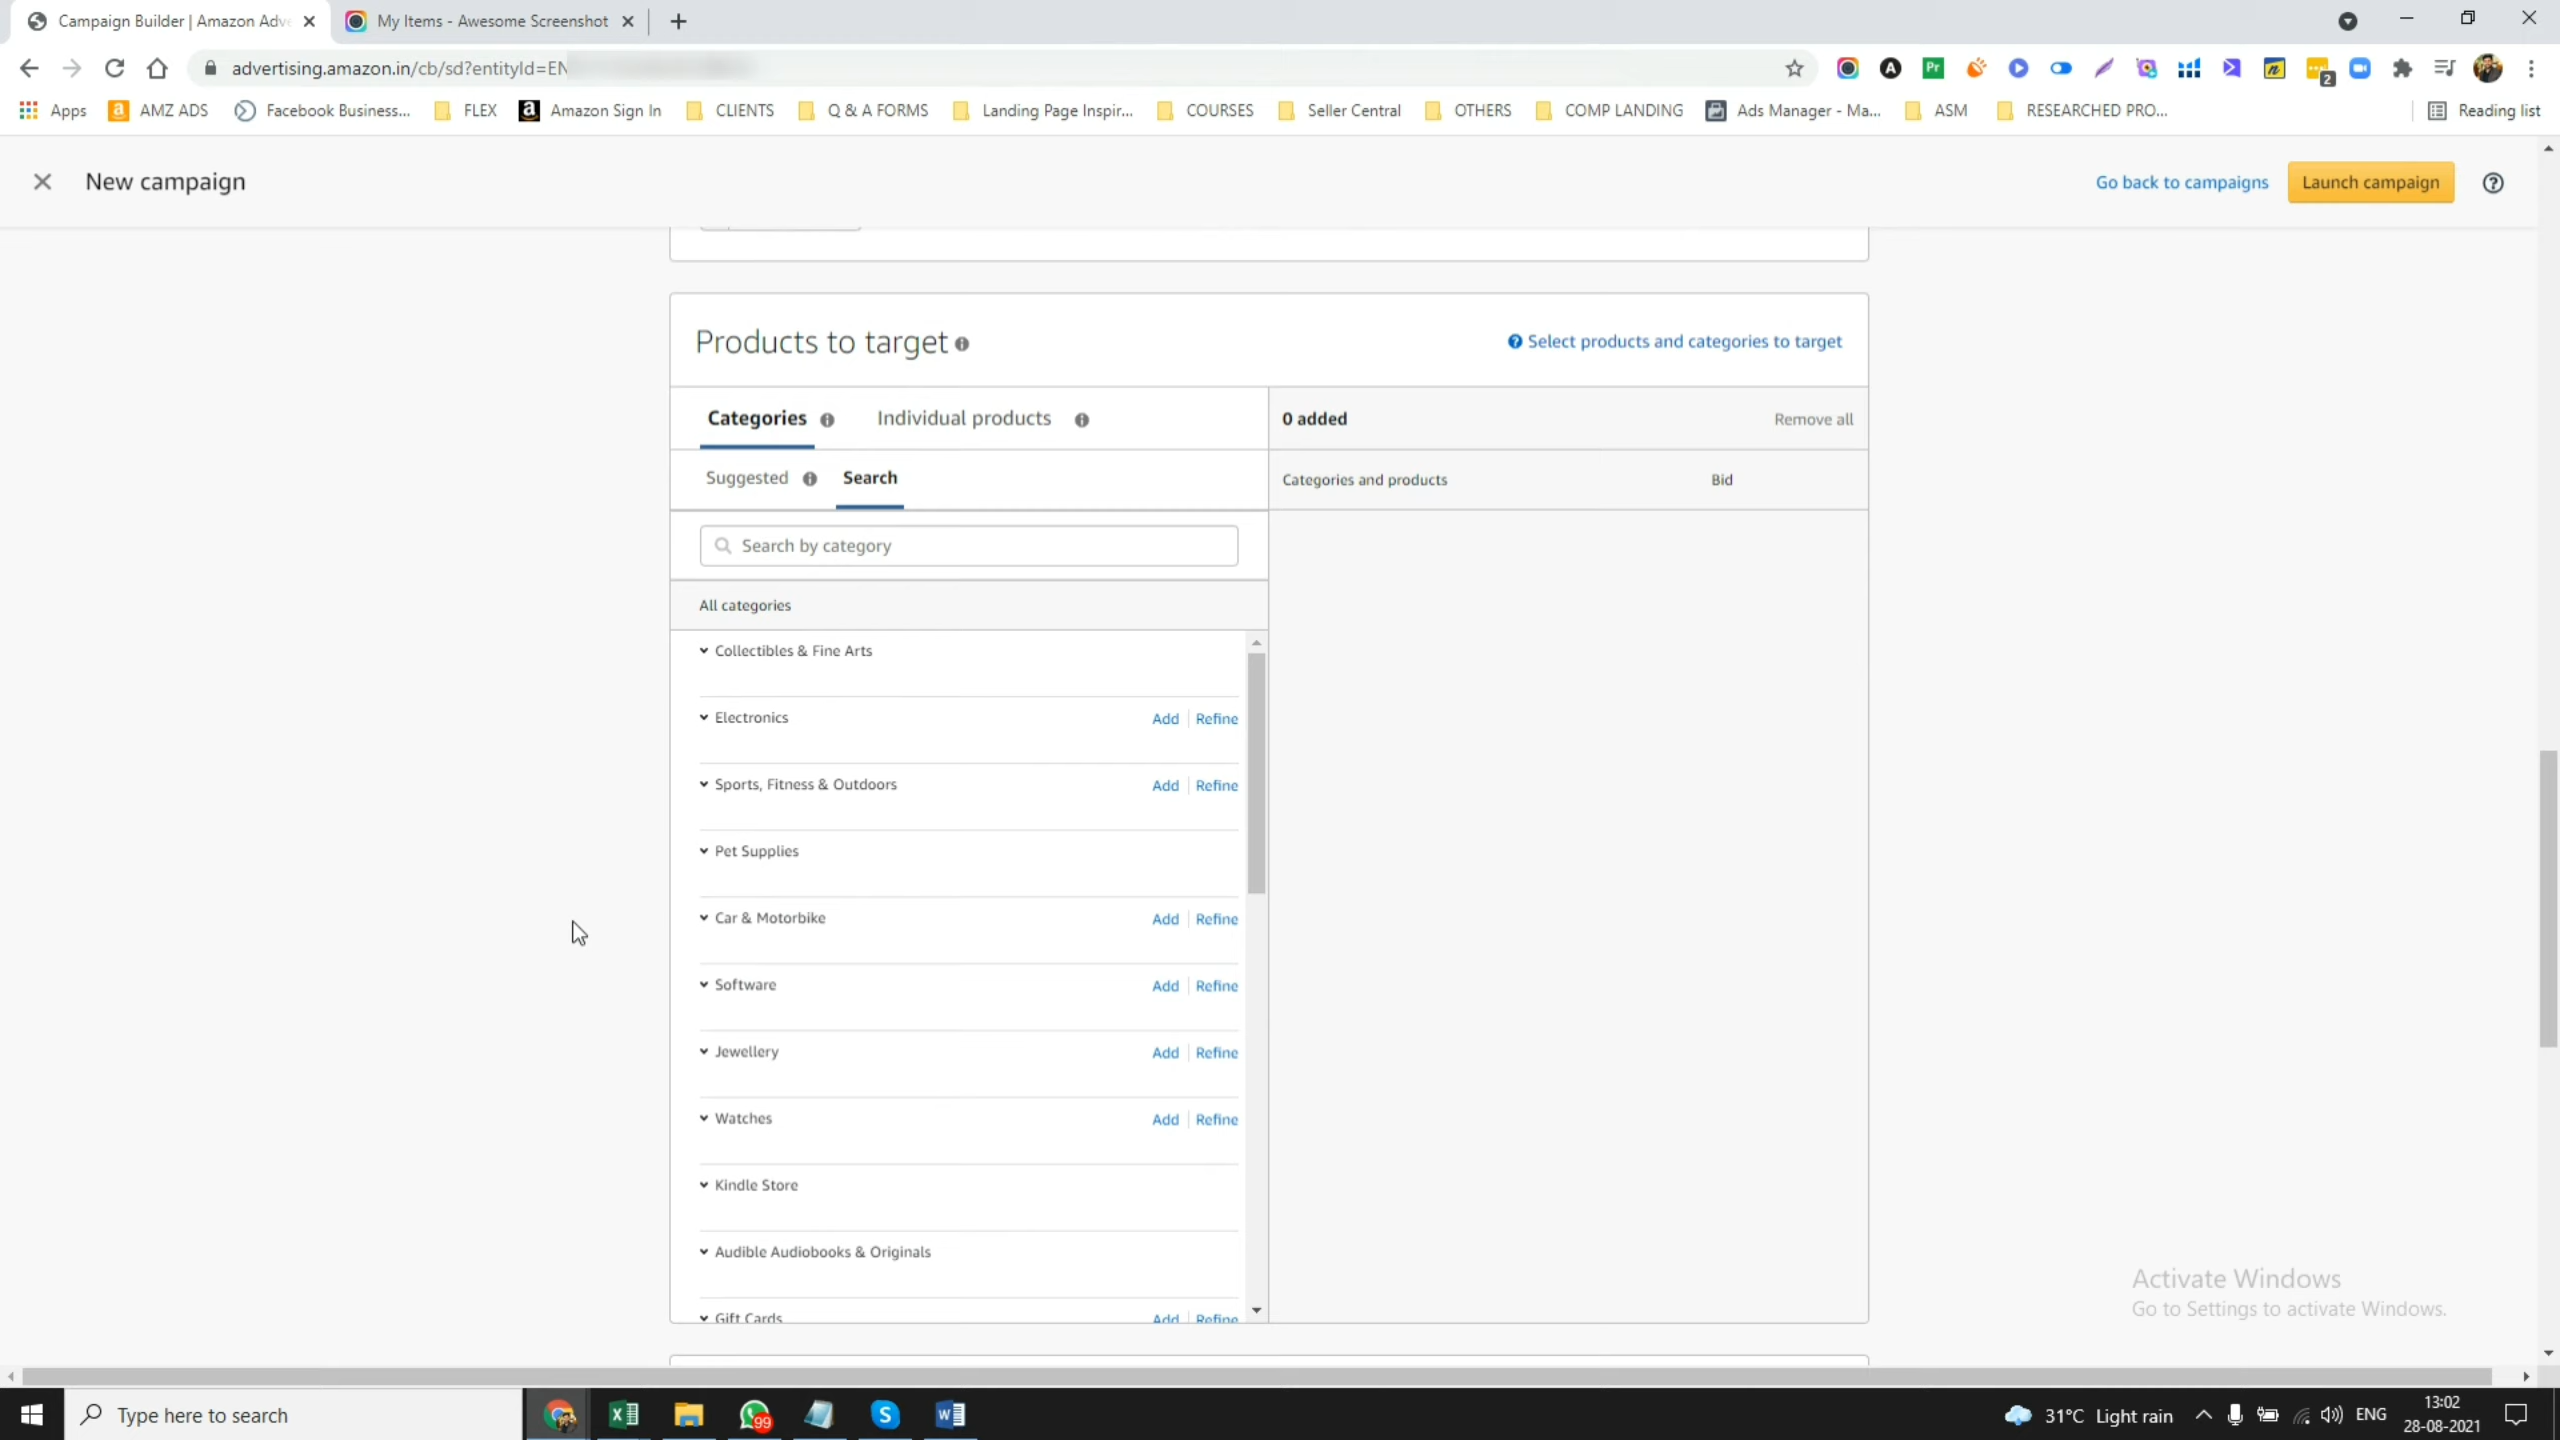 Campaign Builder | Amazon Adv
My Items - Awesome Screenshot
advertising.amazon.in/cb/sd?entityId=EN
Pr
A
n
2
Apps
AMZ ADS
Facebook Business...
FLEX
Amazon Sign In
CLIENTS
Q & A FORMS
Landing Page Inspir...
COURSES
Seller Central
OTHERS
COMP LANDING
Ads Manager - Ma...
ASM
RESEARCHED PRO...
Reading list
New campaign
Go back to campaigns
Launch campaign
Products to target
Select products and categories to target
Categories
Individual products
0 added
Remove all
Suggested
Search
Categories and products
Bid
Search by category
All categories
Collectibles & Fine Arts
Electronics Add Refine
Sports, Fitness & Outdoors Add Refine
Pet Supplies
Car & Motorbike Add Refine
Software Add Refine
Jewellery Add Refine
Watches Add Refine
Kindle Store
Audible Audiobooks & Originals
Gift Cards Add Refine
Activate Windows
Go to Settings to activate Windows.
Type here to search
99
31°C Light rain
ENG
13:02
28-08-2021